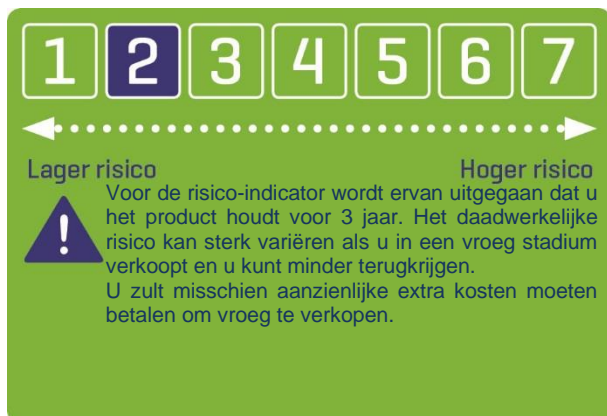 1 2 3 4 5 6 7
Lager risico Hoger risico
Voor de risico-indicator wordt ervan uitgegaan dat u
het product houdt voor 3 jaar. Het daadwerkelijke
risico kan sterk variëren als u in een vroeg stadium
verkoopt en u kunt minder terugkrijgen.
U zult misschien aanzienlijke extra kosten moeten
betalen om vroeg te verkopen.